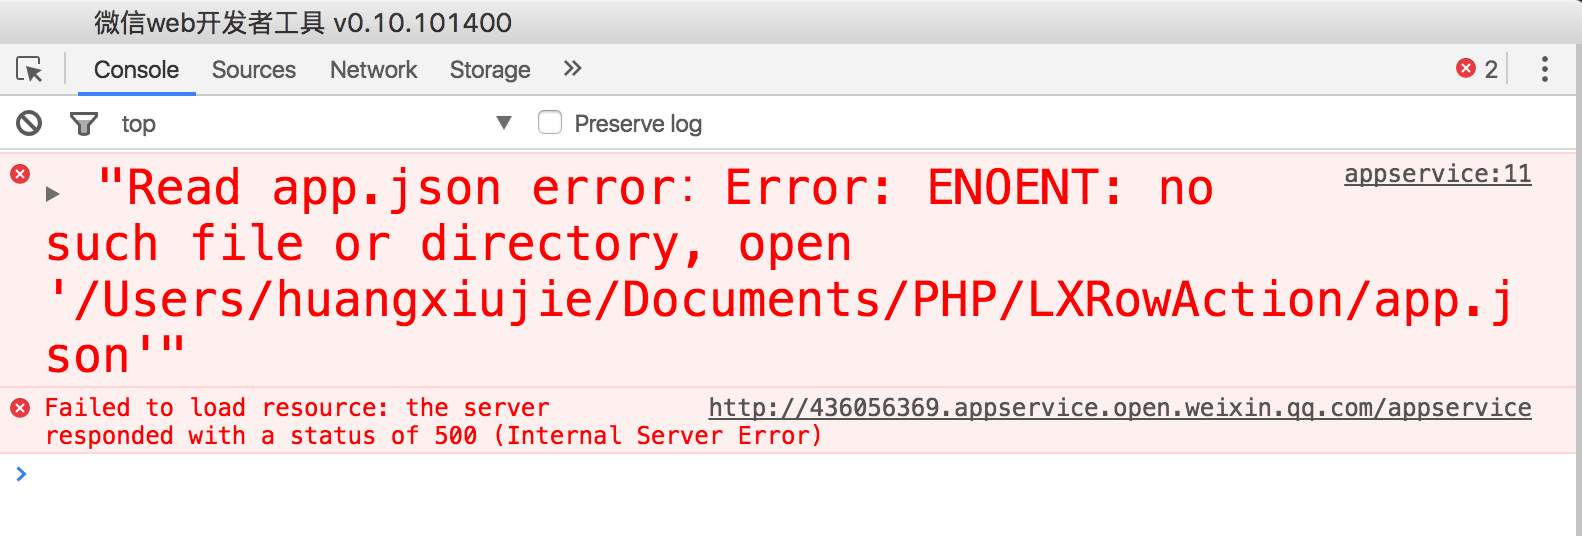 微信web开发者工具 v0.10.101400
Console Sources Network Storage »
2
top ▼ Preserve log
"Read app.json error: Error: ENOENT: no appservice:11
such file or directory, open
'/Users/huangxiujie/Documents/PHP/LXRowAction/app.j
son'"
Failed to load resource: the server http://436056369.appservice.open.weixin.qq.com/appservice
responded with a status of 500 (Internal Server Error)